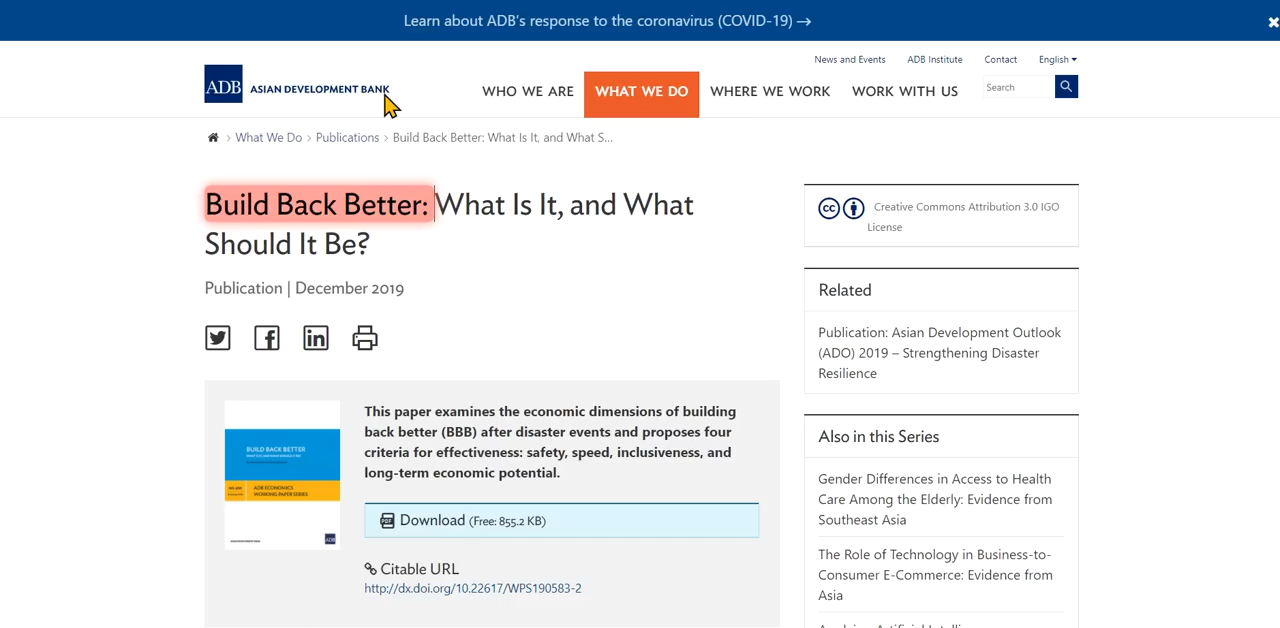 Learn about ADB's response to the coronavirus (COVID-19) →
News and Events ADB Institute Contact English
ADB ASIAN DEVELOPMENT BANK
WHO WE ARE WHAT WE DO WHERE WE WORK WORK WITH US
Search
What We Do › Publications › Build Back Better: What Is It, and What S...
Build Back Better: What Is It, and What
Should It Be?
Publication | December 2019
This paper examines the economic dimensions of building
back better (BBB) after disaster events and proposes four
criteria for effectiveness: safety, speed, inclusiveness, and
long-term economic potential.
BUILD BACK BETTER
ADB ECONOMICS
WORKING PAPER SERIES
ADB
PDF Download (Free: 855.2 KB)
Citable URL
http://dx.doi.org/10.22617/WPS190583-2
cc Creative Commons Attribution 3.0 IGO
License
Related
Publication: Asian Development Outlook
(ADO) 2019 – Strengthening Disaster
Resilience
Also in this Series
Gender Differences in Access to Health
Care Among the Elderly: Evidence from
Southeast Asia
The Role of Technology in Business-to-
Consumer E-Commerce: Evidence from
Asia